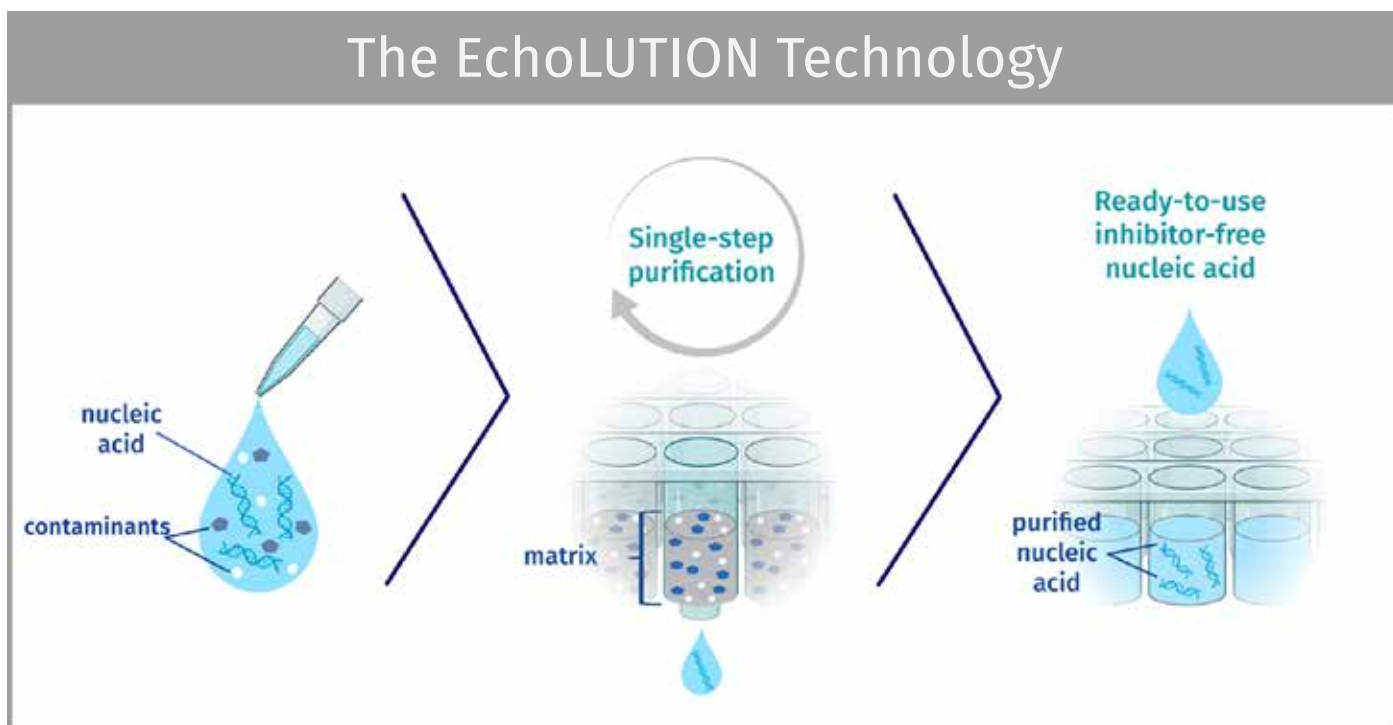 The EchoLUTION Technology
nucleic
acid
contaminants
Single-step
purification
matrix
Ready-to-use
inhibitor-free
nucleic acid
purified
nucleic
acid